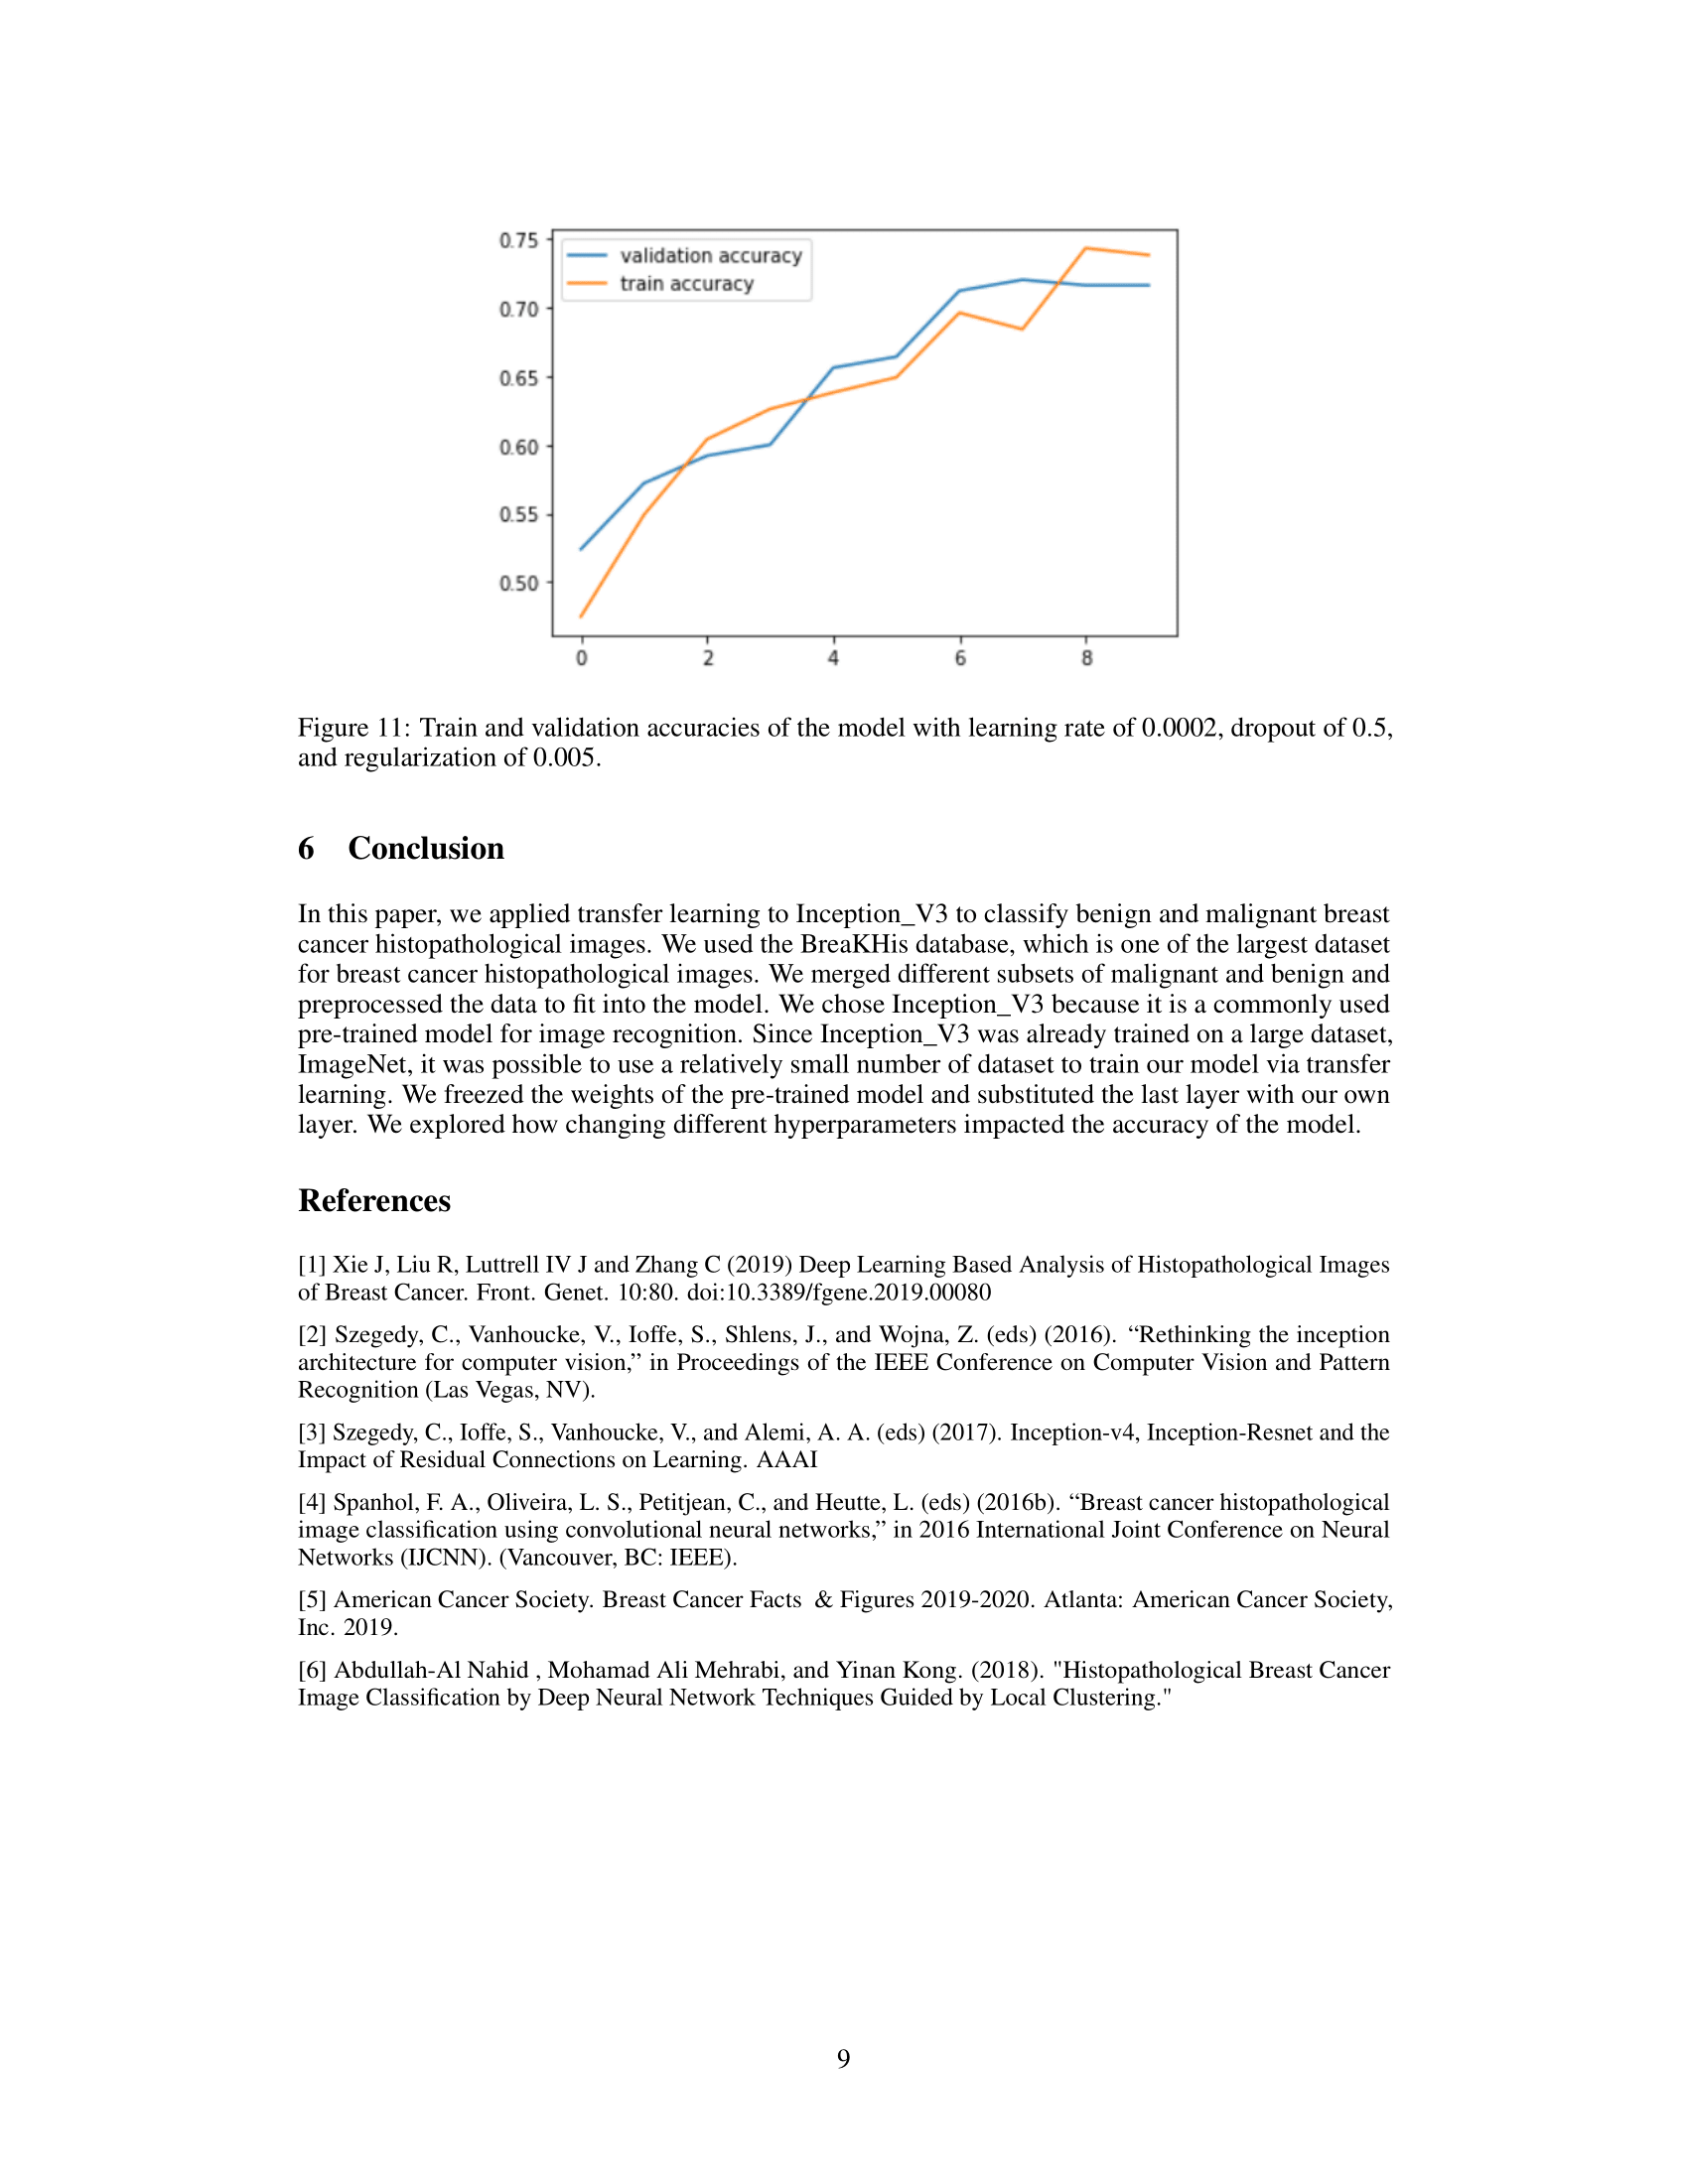 0.75
0.70
0.65
0.60
0.55
0.50
validation accuracy
train accuracy
0 2 4 6 8
Figure 11: Train and validation accuracies of the model with learning rate of 0.0002, dropout of 0.5,
and regularization of 0.005.
6 Conclusion
In this paper, we applied transfer learning to Inception_V3 to classify benign and malignant breast
cancer histopathological images. We used the BreaKHis database, which is one of the largest dataset
for breast cancer histopathological images. We merged different subsets of malignant and benign and
preprocessed the data to fit into the model. We chose Inception_V3 because it is a commonly used
pre-trained model for image recognition. Since Inception_V3 was already trained on a large dataset,
ImageNet, it was possible to use a relatively small number of dataset to train our model via transfer
learning. We freezed the weights of the pre-trained model and substituted the last layer with our own
layer. We explored how changing different hyperparameters impacted the accuracy of the model.
References
[1] Xie J, Liu R, Luttrell IV J and Zhang C (2019) Deep Learning Based Analysis of Histopathological Images
of Breast Cancer. Front. Genet. 10:80. doi:10.3389/fgene.2019.00080
[2] Szegedy, C., Vanhoucke, V., Ioffe, S., Shlens, J., and Wojna, Z. (eds) (2016). “Rethinking the inception
architecture for computer vision,” in Proceedings of the IEEE Conference on Computer Vision and Pattern
Recognition (Las Vegas, NV).
[3] Szegedy, C., Ioffe, S., Vanhoucke, V., and Alemi, A. A. (eds) (2017). Inception-v4, Inception-Resnet and the
Impact of Residual Connections on Learning. AAAI
[4] Spanhol, F. A., Oliveira, L. S., Petitjean, C., and Heutte, L. (eds) (2016b). “Breast cancer histopathological
image classification using convolutional neural networks,” in 2016 International Joint Conference on Neural
Networks (IJCNN). (Vancouver, BC: IEEE).
[5] American Cancer Society. Breast Cancer Facts & Figures 2019-2020. Atlanta: American Cancer Society,
Inc. 2019.
[6] Abdullah-Al Nahid , Mohamad Ali Mehrabi, and Yinan Kong. (2018). "Histopathological Breast Cancer
Image Classification by Deep Neural Network Techniques Guided by Local Clustering."
9